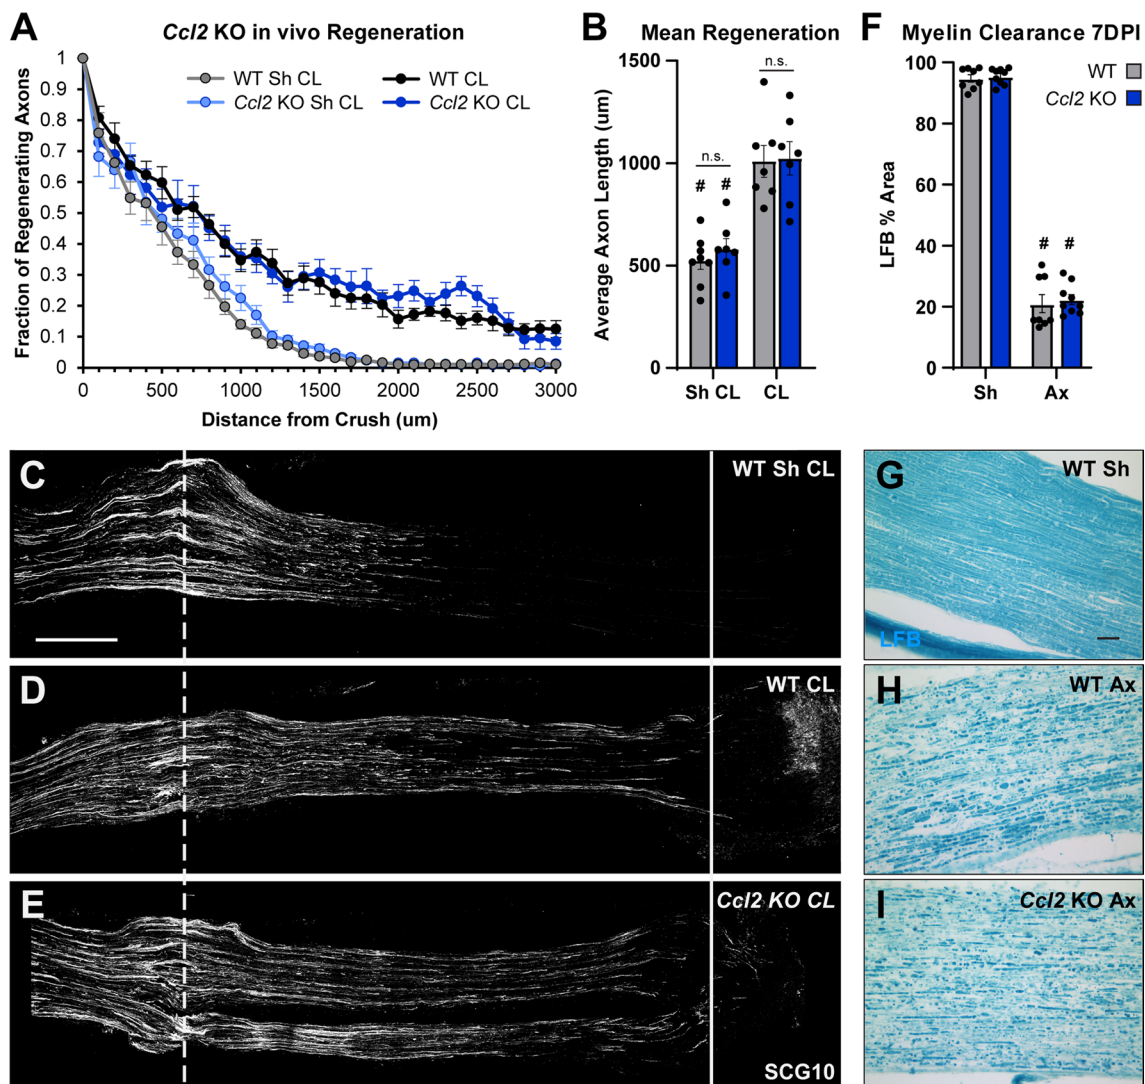 A
Ccl2 KO in vivo Regeneration
WT Sh CL
WT CL
Ccl2 KO Sh CL
Ccl2 KO CL
Fraction of Regenerating Axons
1
0.9
0.8
0.7
0.6
0.5
0.4
0.3
0.2
0.1
0
0
500
1000
1500
2000
2500
3000
Distance from Crush (um)
B
Mean Regeneration
Average Axon Length (um)
1500
1000
500
0
n.s.
n.s.
#
#
Sh CL
CL
F
Myelin Clearance 7DPI
WT
Ccl2 KO
LFB % Area
100
80
60
40
20
0
#
#
Sh
Ax
C
WT Sh CL
D
WT CL
E
Ccl2 KO CL
SCG10
G
WT Sh
LFB
H
WT Ax
I
Ccl2 KO Ax